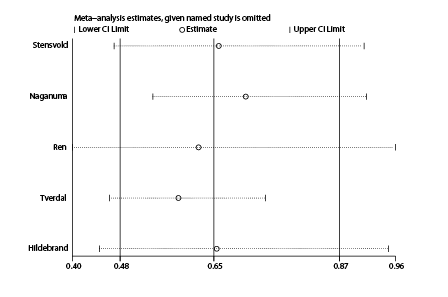 Meta-analysis estimates, given named study is omitted
| Lower CI Limit ○ Estimate | Upper CI Limit
Stensvold
Naganuma
Ren
Tverdal
Hildebrand
0.40 0.48 0.65 0.87 0.96